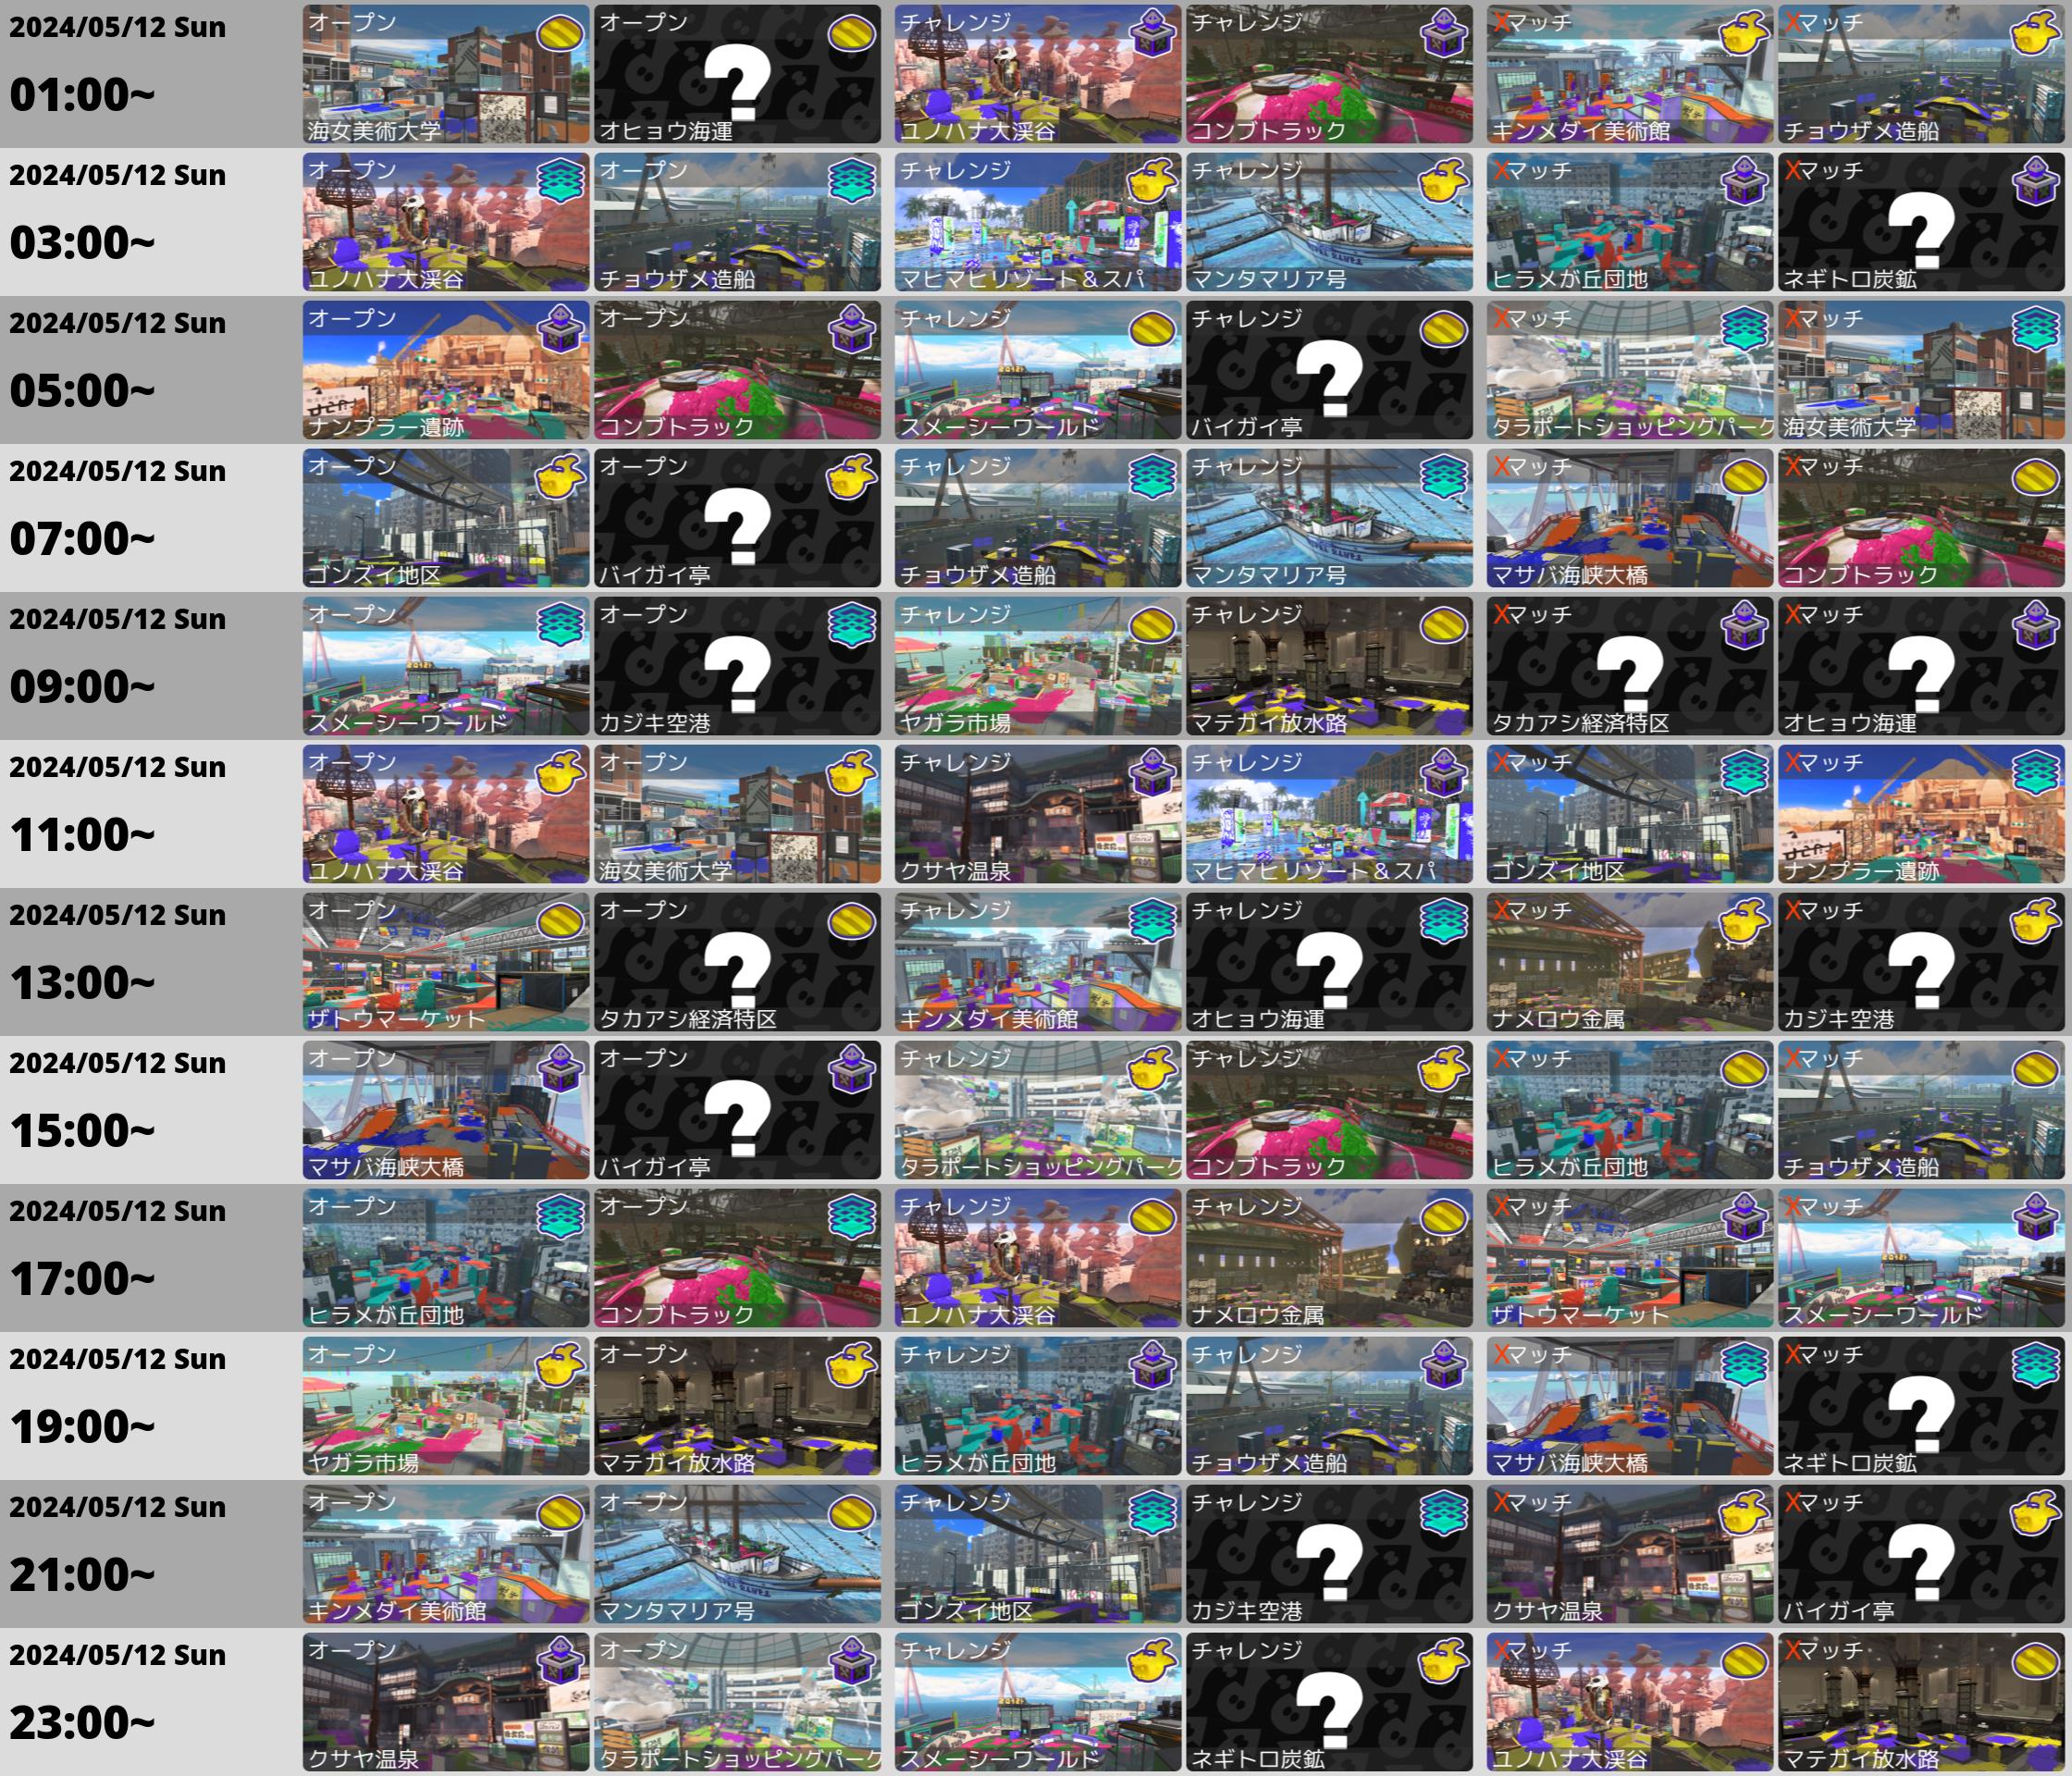 2024/05/12 Sun
01:00~
オープン
海女美術大学
オープン
?
オヒョウ海運
チャレンジ
ユノハナ大渓谷
チャレンジ
コンブトラック
Xマッチ
キンメダイ美術館
Xマッチ
チョウザメ造船
2024/05/12 Sun
03:00~
オープン
ユノハナ大渓谷
オープン
チョウザメ造船
チャレンジ
マヒマヒリゾート＆スパ
チャレンジ
マンタマリア号
Xマッチ
ヒラメが丘団地
Xマッチ
?
ネギトロ炭鉱
2024/05/12 Sun
05:00~
オープン
ナンプラー遺跡
オープン
コンブトラック
チャレンジ
スメーシーワールド
チャレンジ
?
バイガイ亭
Xマッチ
タラポートショッピングパーク
Xマッチ
海女美術大学
2024/05/12 Sun
07:00~
オープン
ゴンズイ地区
オープン
?
バイガイ亭
チャレンジ
チョウザメ造船
チャレンジ
マンタマリア号
Xマッチ
マサバ海峡大橋
Xマッチ
コンブトラック
2024/05/12 Sun
09:00~
オープン
スメーシーワールド
オープン
?
カジキ空港
チャレンジ
ヤガラ市場
チャレンジ
マテガイ放水路
Xマッチ
?
タカアシ経済特区
Xマッチ
?
オヒョウ海運
2024/05/12 Sun
11:00~
オープン
ユノハナ大渓谷
オープン
海女美術大学
チャレンジ
クサヤ温泉
チャレンジ
マヒマヒリゾート＆スパ
Xマッチ
ゴンズイ地区
Xマッチ
ナンプラー遺跡
2024/05/12 Sun
13:00~
オープン
ザトウマーケット
オープン
?
タカアシ経済特区
チャレンジ
キンメダイ美術館
チャレンジ
?
オヒョウ海運
Xマッチ
ナメロウ金属
Xマッチ
?
カジキ空港
2024/05/12 Sun
15:00~
オープン
マサバ海峡大橋
オープン
?
バイガイ亭
チャレンジ
タラポートショッピングパーク
チャレンジ
コンブトラック
Xマッチ
ヒラメが丘団地
Xマッチ
チョウザメ造船
2024/05/12 Sun
17:00~
オープン
ヒラメが丘団地
オープン
コンブトラック
チャレンジ
ユノハナ大渓谷
チャレンジ
ナメロウ金属
Xマッチ
ザトウマーケット
Xマッチ
スメーシーワールド
2024/05/12 Sun
19:00~
オープン
ヤガラ市場
オープン
マテガイ放水路
チャレンジ
ヒラメが丘団地
チャレンジ
チョウザメ造船
Xマッチ
マサバ海峡大橋
Xマッチ
?
ネギトロ炭鉱
2024/05/12 Sun
21:00~
オープン
キンメダイ美術館
オープン
マンタマリア号
チャレンジ
ゴンズイ地区
チャレンジ
?
カジキ空港
Xマッチ
クサヤ温泉
Xマッチ
?
バイガイ亭
2024/05/12 Sun
23:00~
オープン
クサヤ温泉
オープン
タラポートショッピングパーク
チャレンジ
スメーシーワールド
チャレンジ
?
ネギトロ炭鉱
Xマッチ
ユノハナ大渓谷
Xマッチ
マテガイ放水路